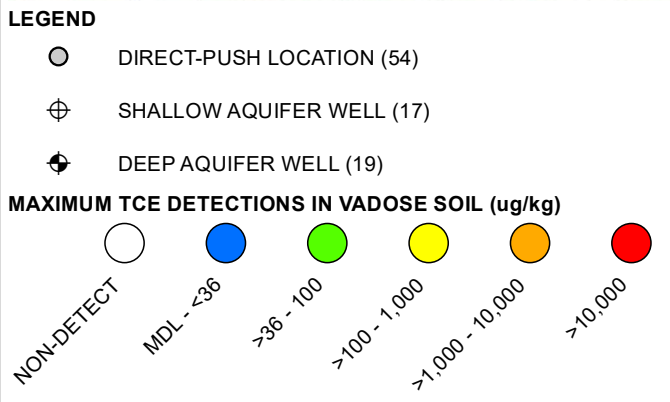 LEGEND
DIRECT-PUSH LOCATION (54)
SHALLOW AQUIFER WELL (17)
DEEP AQUIFER WELL (19)
MAXIMUM TCE DETECTIONS IN VADOSE SOIL (ug/kg)
NON-DETECT
MDL - <36
>36 - 100
>100 - 1,000
>1,000 - 10,000
>10,000